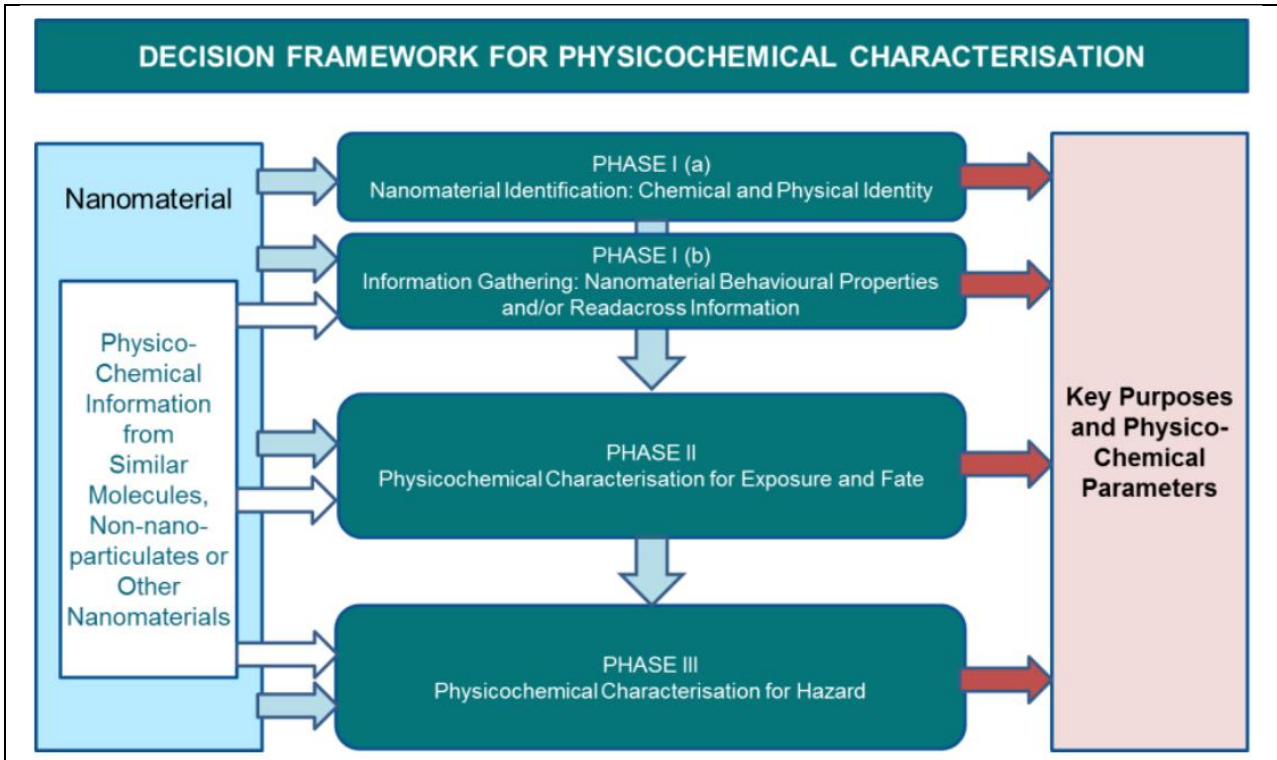 DECISION FRAMEWORK FOR PHYSICOCHEMICAL CHARACTERISATION
Nanomaterial
Physico-
Chemical
Information
from
Similar
Molecules,
Non-nano-
particulates or
Other
Nanomaterials
PHASE I (a)
Nanomaterial Identification: Chemical and Physical Identity
PHASE I (b)
Information Gathering: Nanomaterial Behavioural Properties
and/or Readacross Information
PHASE II
Physicochemical Characterisation for Exposure and Fate
PHASE III
Physicochemical Characterisation for Hazard
Key Purposes
and Physico-
Chemical
Parameters